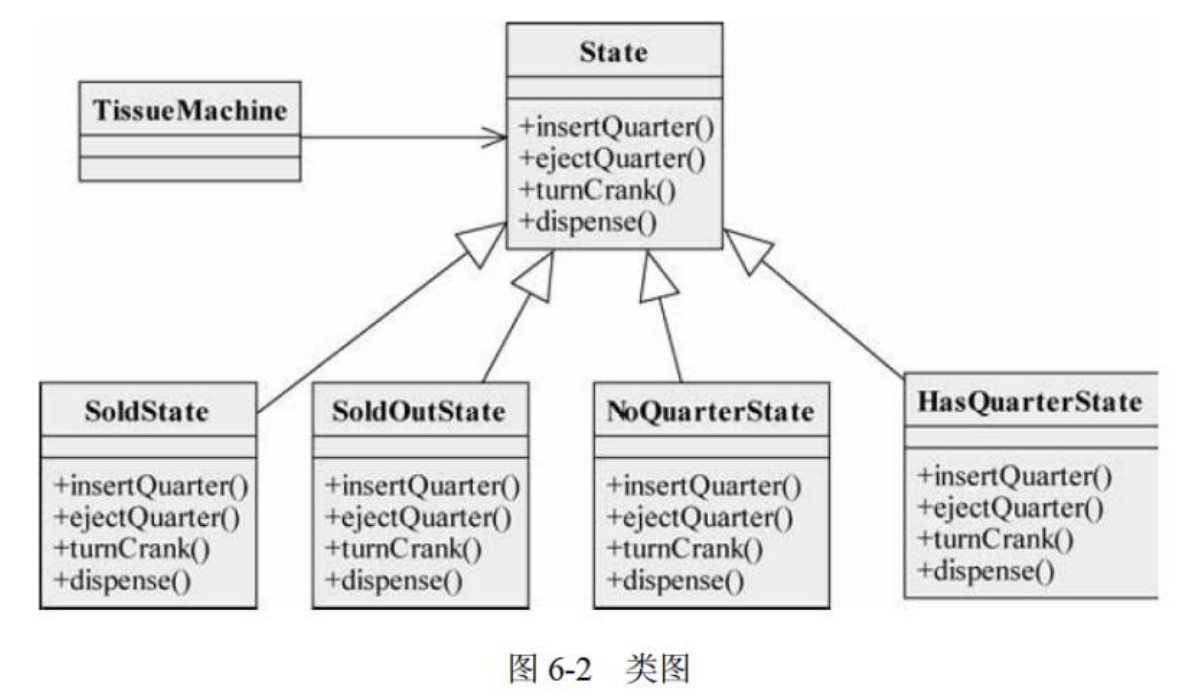 State
+insertQuarter()
+ejectQuarter()
+turnCrank()
+dispense()
TissueMachine
SoldState
+insertQuarter()
+ejectQuarter()
+turnCrank()
+dispense()
SoldOutState
+insertQuarter()
+ejectQuarter()
+turnCrank()
+dispense()
NoQuarterState
+insertQuarter()
+ejectQuarter()
+turnCrank()
+dispense()
HasQuarterState
+insertQuarter()
+ejectQuarter()
+turnCrank()
+dispense()
图 6-2 类图